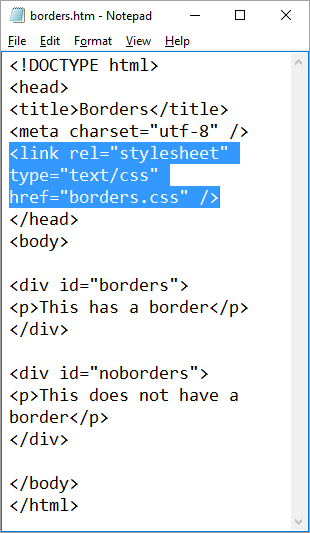 borders.htm - Notepad
File Edit Format View Help
<!DOCTYPE html>
<head>
<title>Borders</title>
<meta charset="utf-8" />
<link rel="stylesheet"
type="text/css"
href="borders.css" />
</head>
<body>
<div id="borders">
<p>This has a border</p>
</div>
<div id="noborders">
<p>This does not have a
border</p>
</div>
</body>
</html>